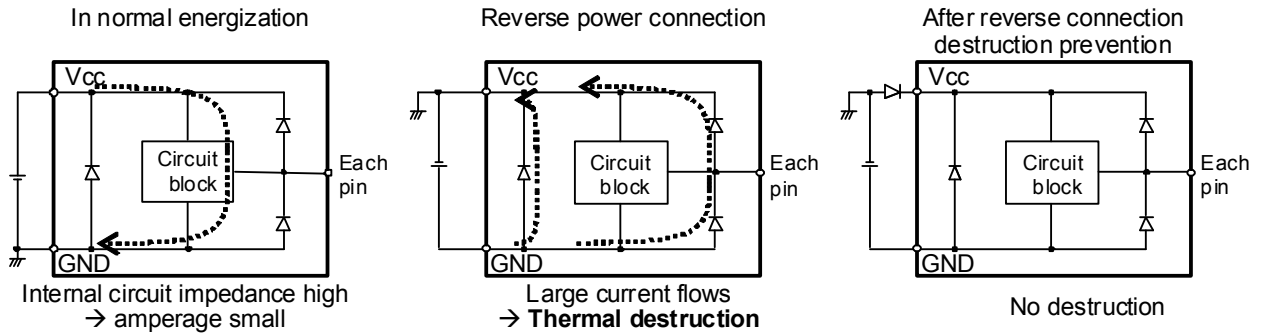 In normal energization
Vcc
Circuit
block
Each
pin
GND
Internal circuit impedance high
→ amperage small
Reverse power connection
Vcc
Circuit
block
Each
pin
GND
Large current flows
→ Thermal destruction
After reverse connection
destruction prevention
Vcc
Circuit
block
Each
pin
GND
No destruction